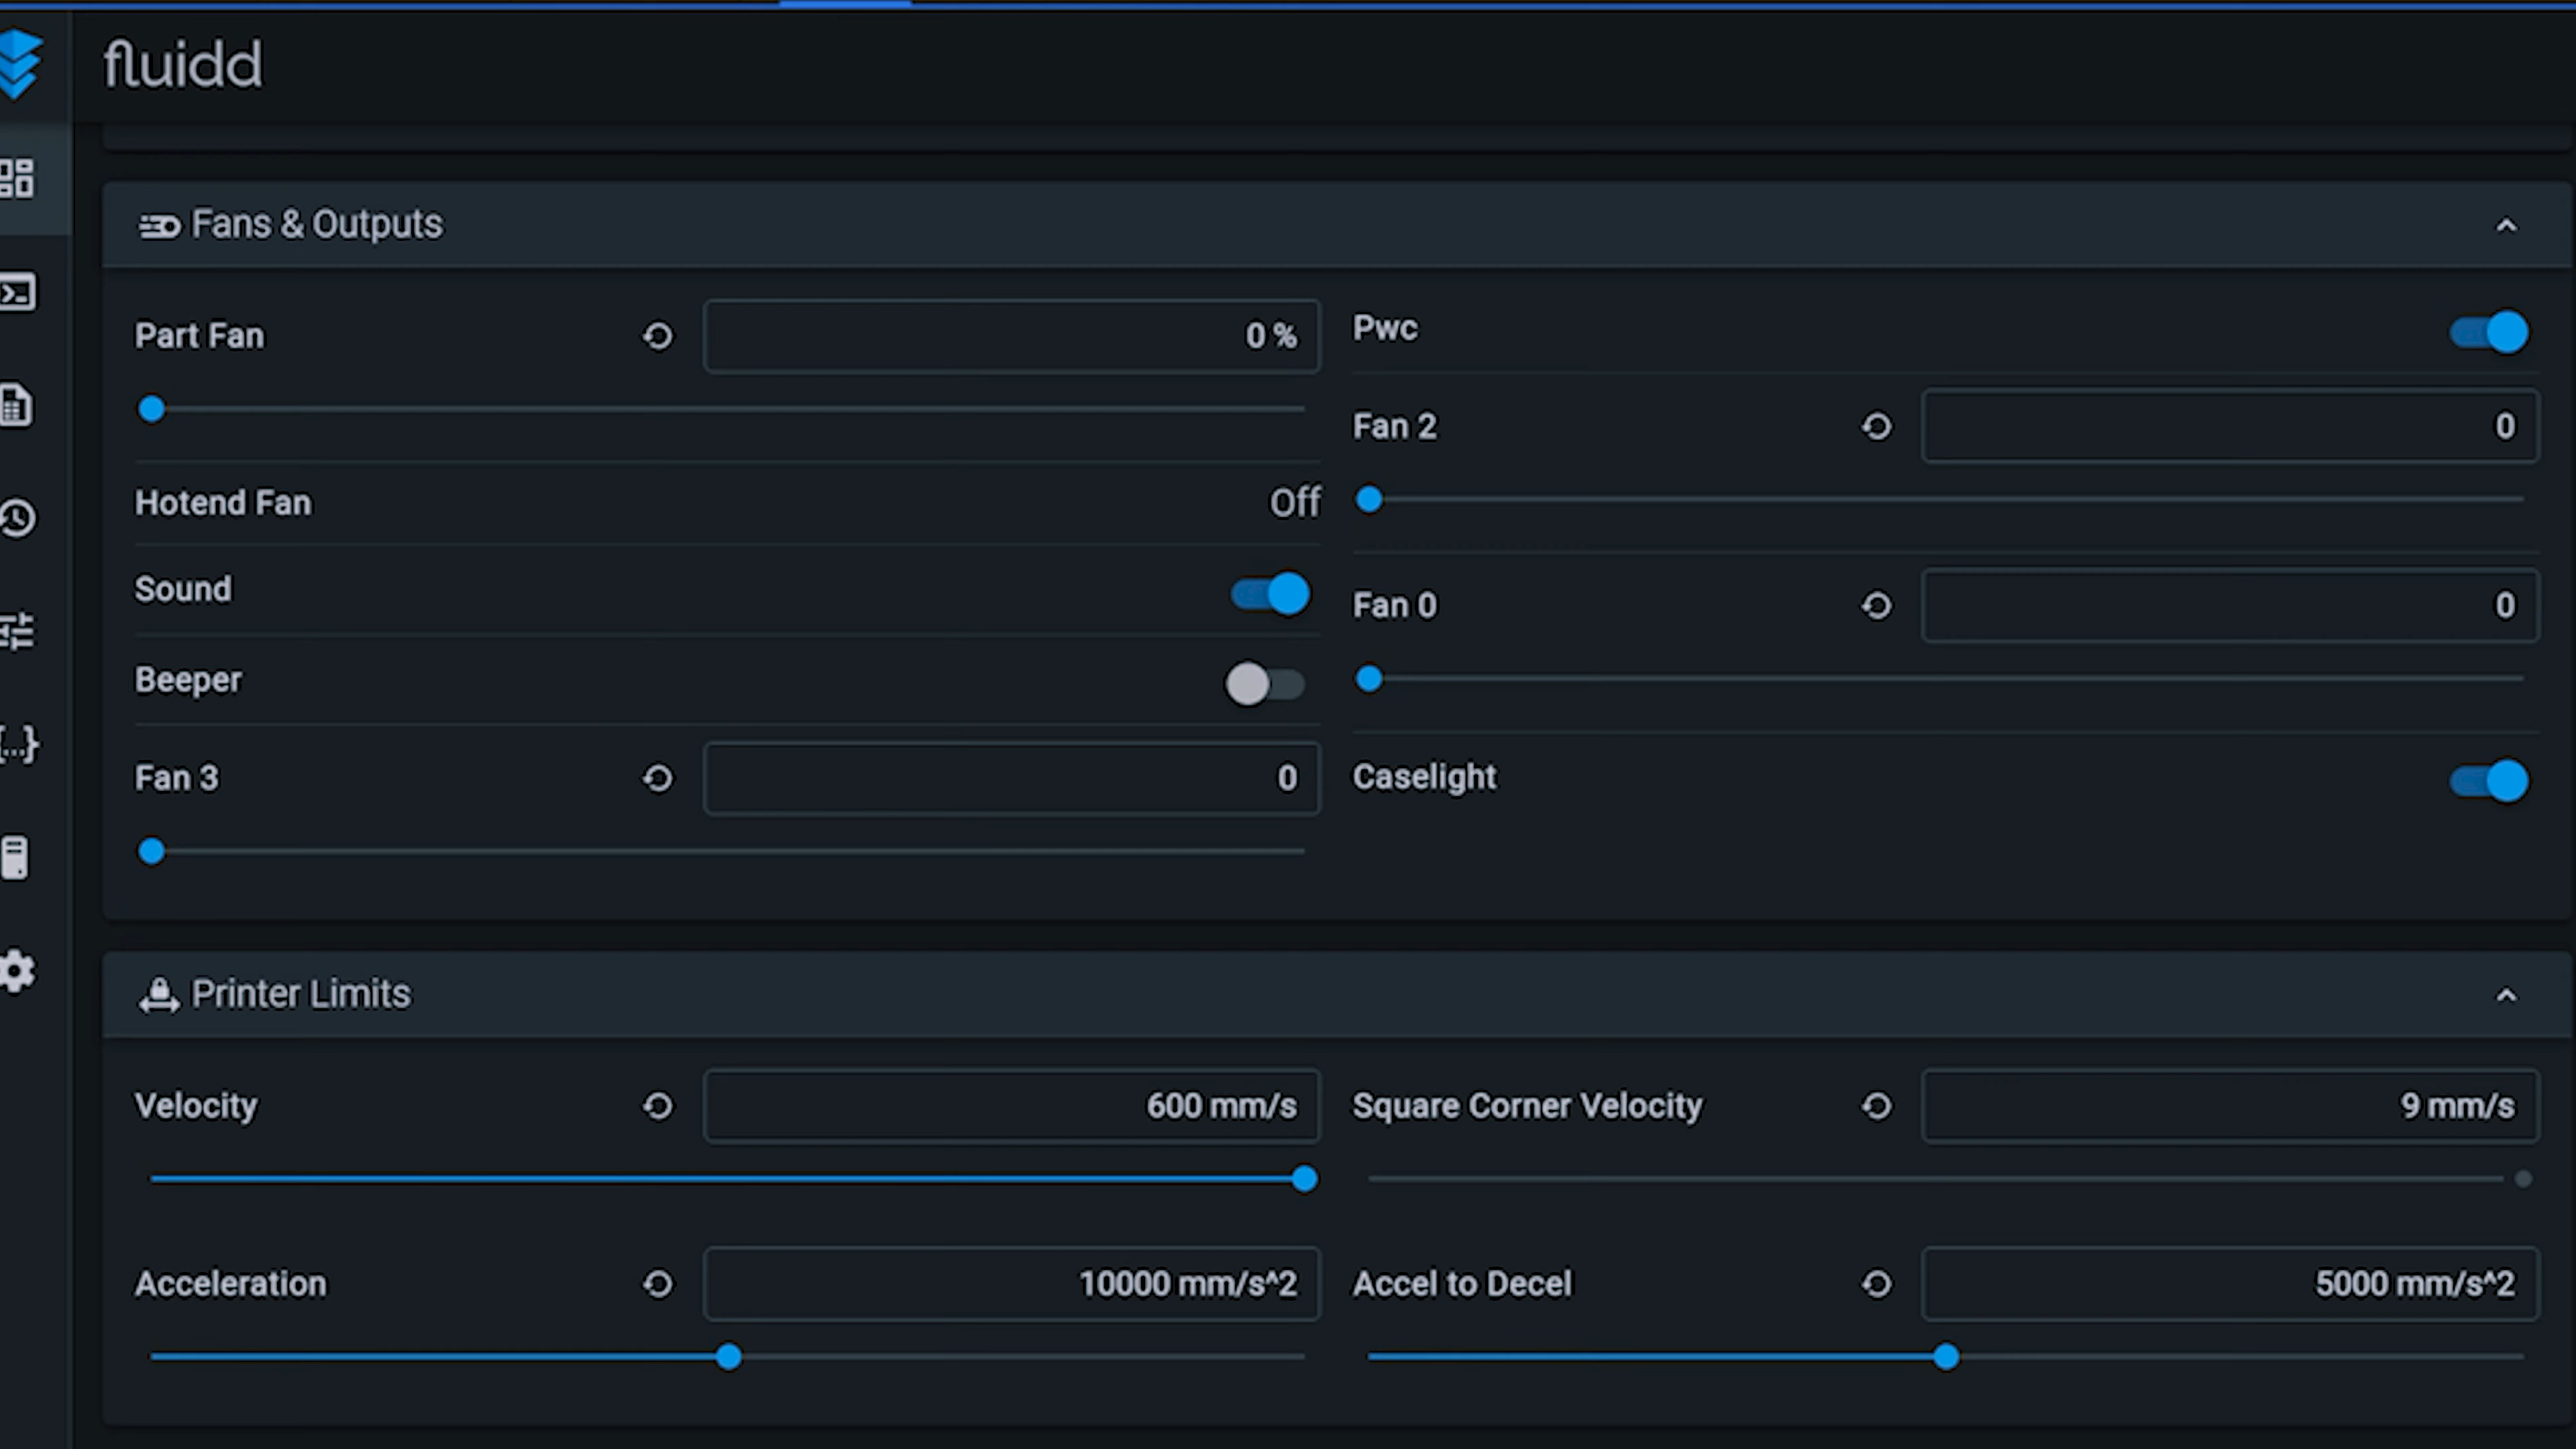 fluidd
Fans & Outputs
Part Fan
0 %
Hotend Fan
Off
Sound
Beeper
Fan 3
0
Pwc
Fan 2
0
Fan 0
0
Caselight
Printer Limits
Velocity
600 mm/s
Square Corner Velocity
9 mm/s
Acceleration
10000 mm/s^2
Accel to Decel
5000 mm/s^2